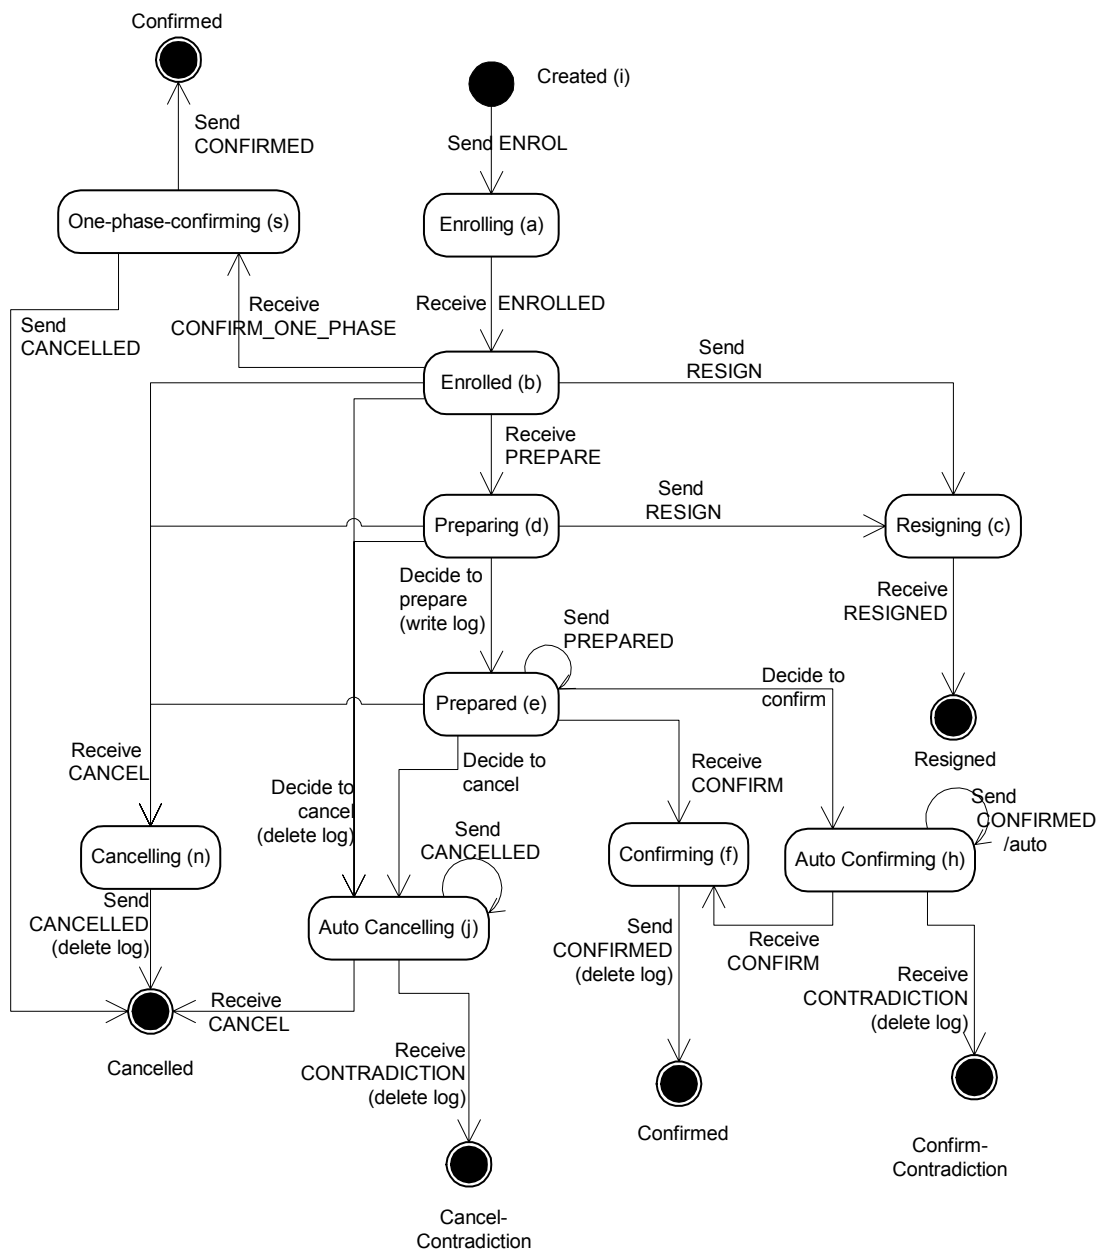 Confirmed
Created (i)
Send
CONFIRMED
Send ENROL
One-phase-confirming (s)
Enrolling (a)
Receive
CONFIRM_ONE_PHASE
Receive ENROLLED
Send
CANCELLED
Send
RESIGN
Enrolled (b)
Receive
PREPARE
Send
RESIGN
Preparing (d)
Resigning (c)
Decide to
prepare
(write log)
Receive
RESIGNED
Send
PREPARED
Decide to
confirm
Prepared (e)
Receive
CANCEL
Decide to
cancel
(delete log)
Decide to
cancel
Receive
CONFIRM
Resigned
Send
CONFIRMED
/auto
Send
CANCELLED
Cancelling (n)
Confirming (f)
Auto Confirming (h)
Send
CANCELLED
(delete log)
Auto Cancelling (j)
Send
CONFIRMED
(delete log)
Receive
CONFIRM
Receive
CONTRADICTION
(delete log)
Receive
CANCEL
Cancelled
Receive
CONTRADICTION
(delete log)
Confirmed
Confirm-
Contradiction
Cancel-
Contradiction